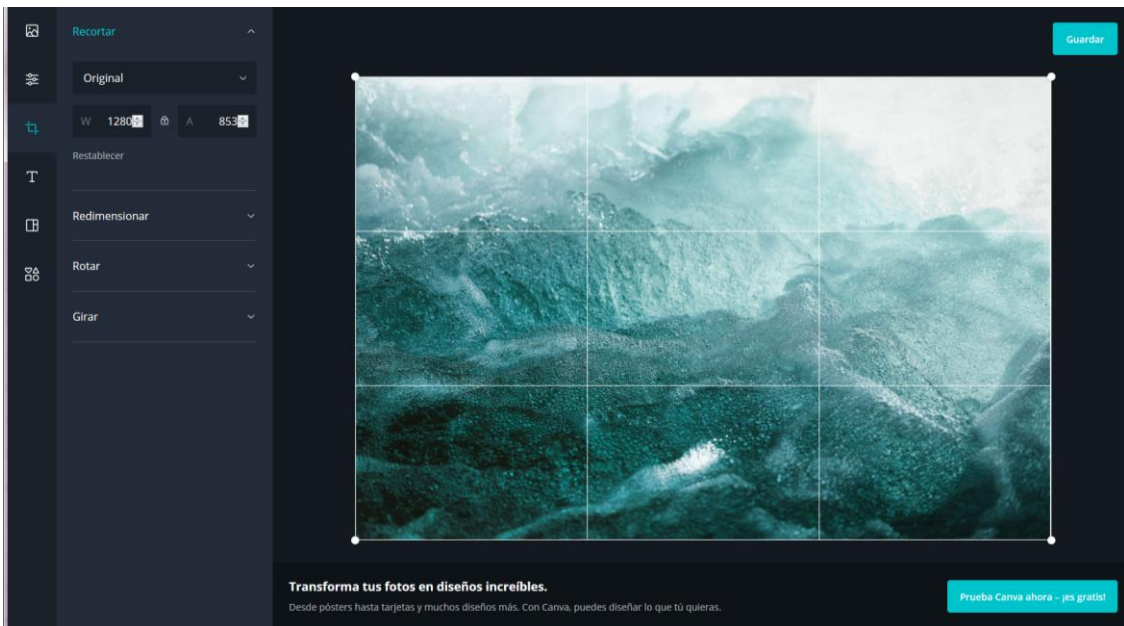 Recortar
Guardar
Original
W 1280 A 853
Restablecer
T
Redimensionar
Rotar
Girar
Transforma tus fotos en diseños increíbles.
Desde pósters hasta tarjetas y muchos diseños más. Con Canva, puedes diseñar lo que tú quieras.
Prueba Canva ahora – ¡es gratis!